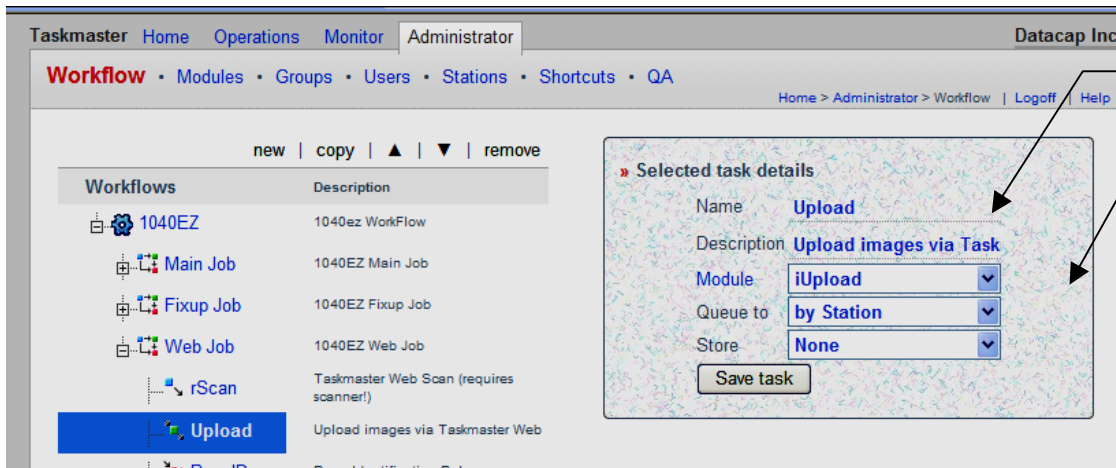 Taskmaster Home Operations Monitor Administrator Datacap Inc
Workflow • Modules • Groups • Users • Stations • Shortcuts • QA
Home > Administrator > Workflow | Logoff | Help
new | copy | ▲ | ▼ | remove
Workflows Description
1040EZ 1040ez WorkFlow
Main Job 1040EZ Main Job
Fixup Job 1040EZ Fixup Job
Web Job 1040EZ Web Job
rScan Taskmaster Web Scan (requires
scanner!)
Upload Upload images via Taskmaster Web
» Selected task details
Name Upload
Description Upload images via Task
Module iUpload
Queue to by Station
Store None
Save task